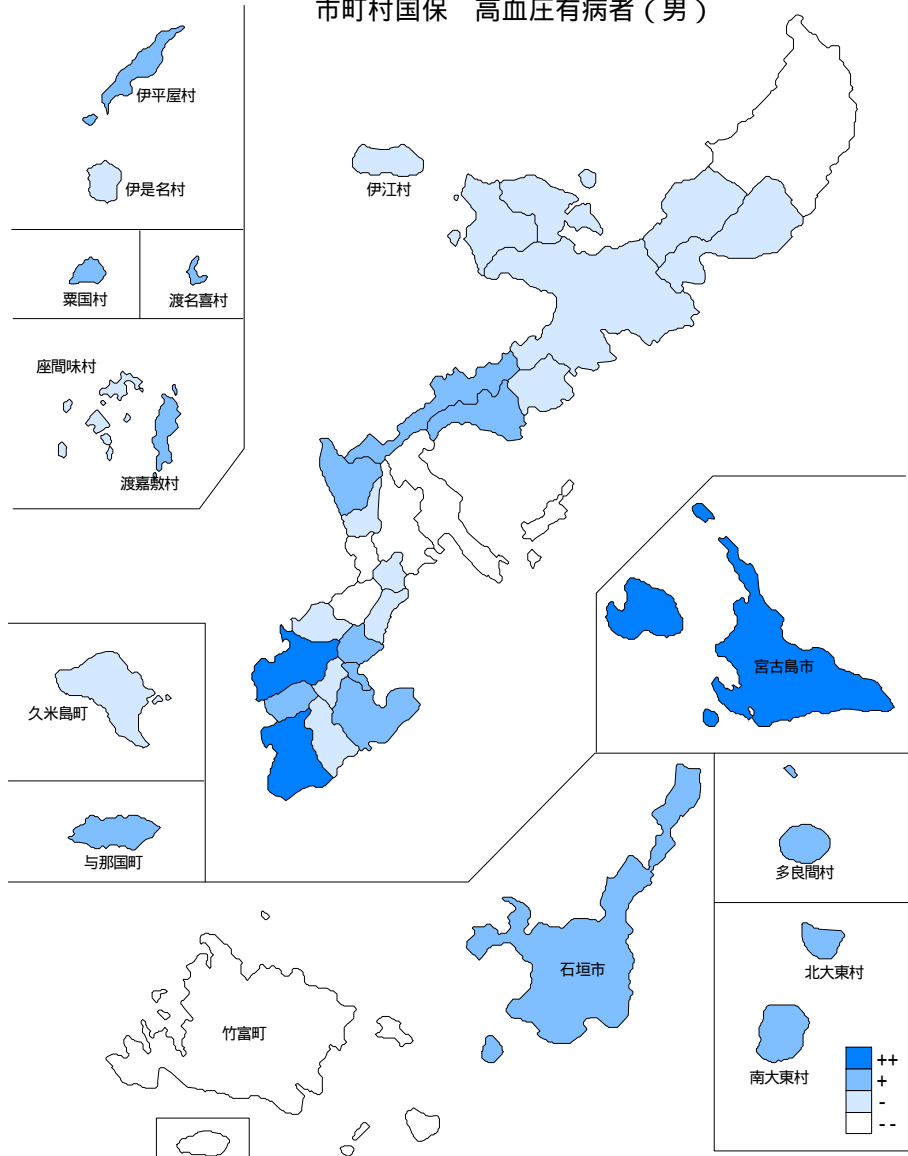 市町村国保 高血圧有病者(男)
伊平屋村
伊是名村
伊江村
粟国村
渡名喜村
座間味村
渡嘉敷村
久米島町
宮古島市
与那国町
多良間村
石垣市
北大東村
竹富町
南大東村
++
+
-
--